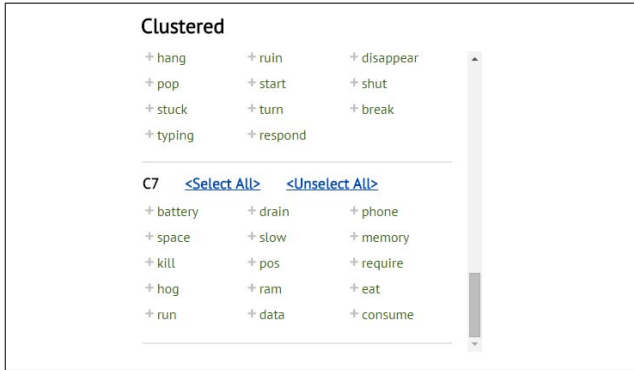 Clustered
+ hang + ruin + disappear
+ pop + start + shut
+ stuck + turn + break
+ typing + respond
C7 <Select All> <Unselect All>
+ battery + drain + phone
+ space + slow + memory
+ kill + pos + require
+ hog + ram + eat
+ run + data + consume